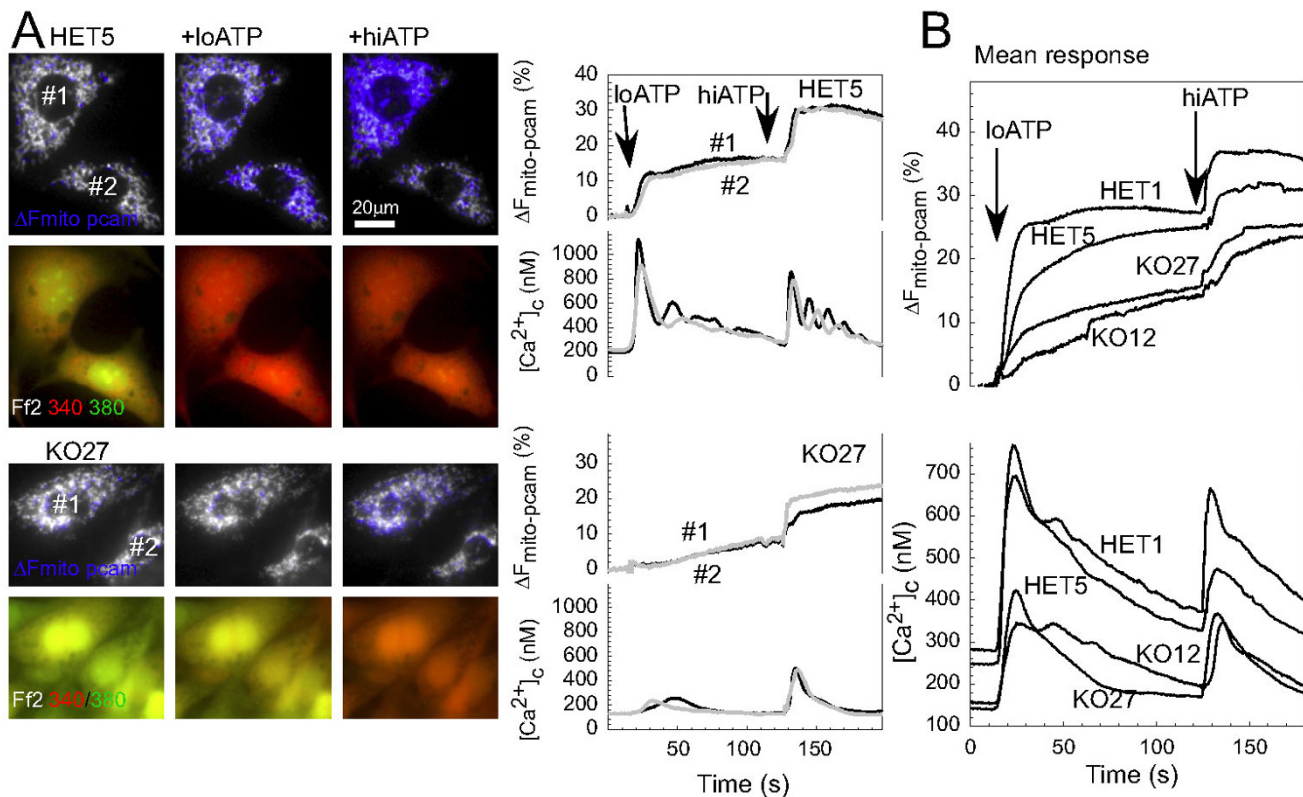 A
HET5
+loATP
+hiATP
#1
#2
ΔFmito pcam
20μm
Ff2 340 380
KO27
#1
#2
ΔFmito pcam
Ff2 340/380
ΔFmito-pcam (%)
40
30
20
10
0
loATP
hiATP
HET5
#1
#2
[Ca2+]c (nM)
1000
800
600
400
200
0
ΔFmito-pcam (%)
30
20
10
0
KO27
#1
#2
[Ca2+]c (nM)
1000
800
600
400
200
0
50
100
150
Time (s)
B
Mean response
ΔFmito-pcam (%)
40
30
20
10
0
loATP
hiATP
HET1
HET5
KO27
KO12
[Ca2+]c (nM)
700
600
500
400
300
200
100
HET1
HET5
KO12
KO27
0
50
100
150
Time (s)